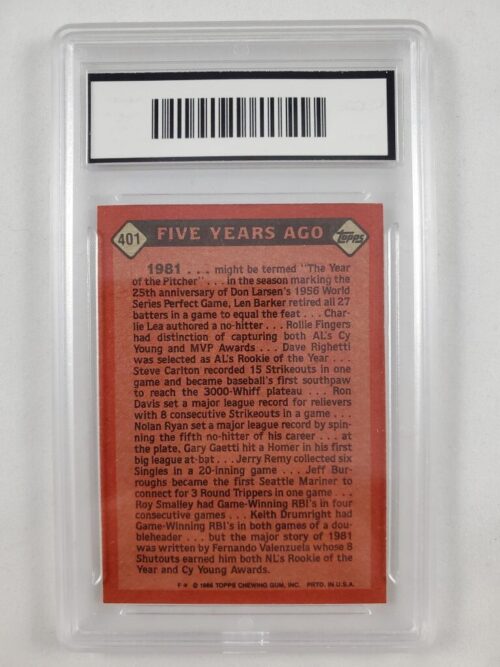 401 FIVE YEARS AGO Topps
1981 . . . might be termed "The Year
of the Pitcher" . . . in the season marking the
25th anniversary of Don Larsen's 1956 World
Series Perfect Game, Len Barker retired all 27
batters in a game to equal the feat . . . Char-
lie Lea authored a no-hitter . . . Rollie Fingers
had distinction of capturing both AL's Cy
Young and MVP Awards . . . Dave Righetti
was selected as AL's Rookie of the Year . . .
Steve Carlton recorded 15 Strikeouts in one
game and became baseball's first southpaw
to reach the 3000-Whiff plateau . . . Ron
Davis set a major league record for relievers
with 8 consecutive Strikeouts in a game . . .
Nolan Ryan set a major league record by spin-
ning the fifth no-hitter of his career . . . at
the plate, Gary Gaetti hit a Homer in his first
big league at-bat . . . Jerry Remy collected six
Singles in a 20-inning game . . . Jeff Bur-
roughs became the first Seattle Mariner to
connect for 3 Round Trippers in one game . . .
Roy Smalley had Game-Winning RBI's in four
consecutive games . . . Keith Drumright had
Game-Winning RBI's in both games of a dou-
bleheader . . . but the major story of 1981
was written by Fernando Valenzuela whose 8
Shutouts earned him both NL's Rookie of the
Year and Cy Young Awards.
F* © 1986 TOPPS CHEWING GUM, INC. PRTD. IN U.S.A.